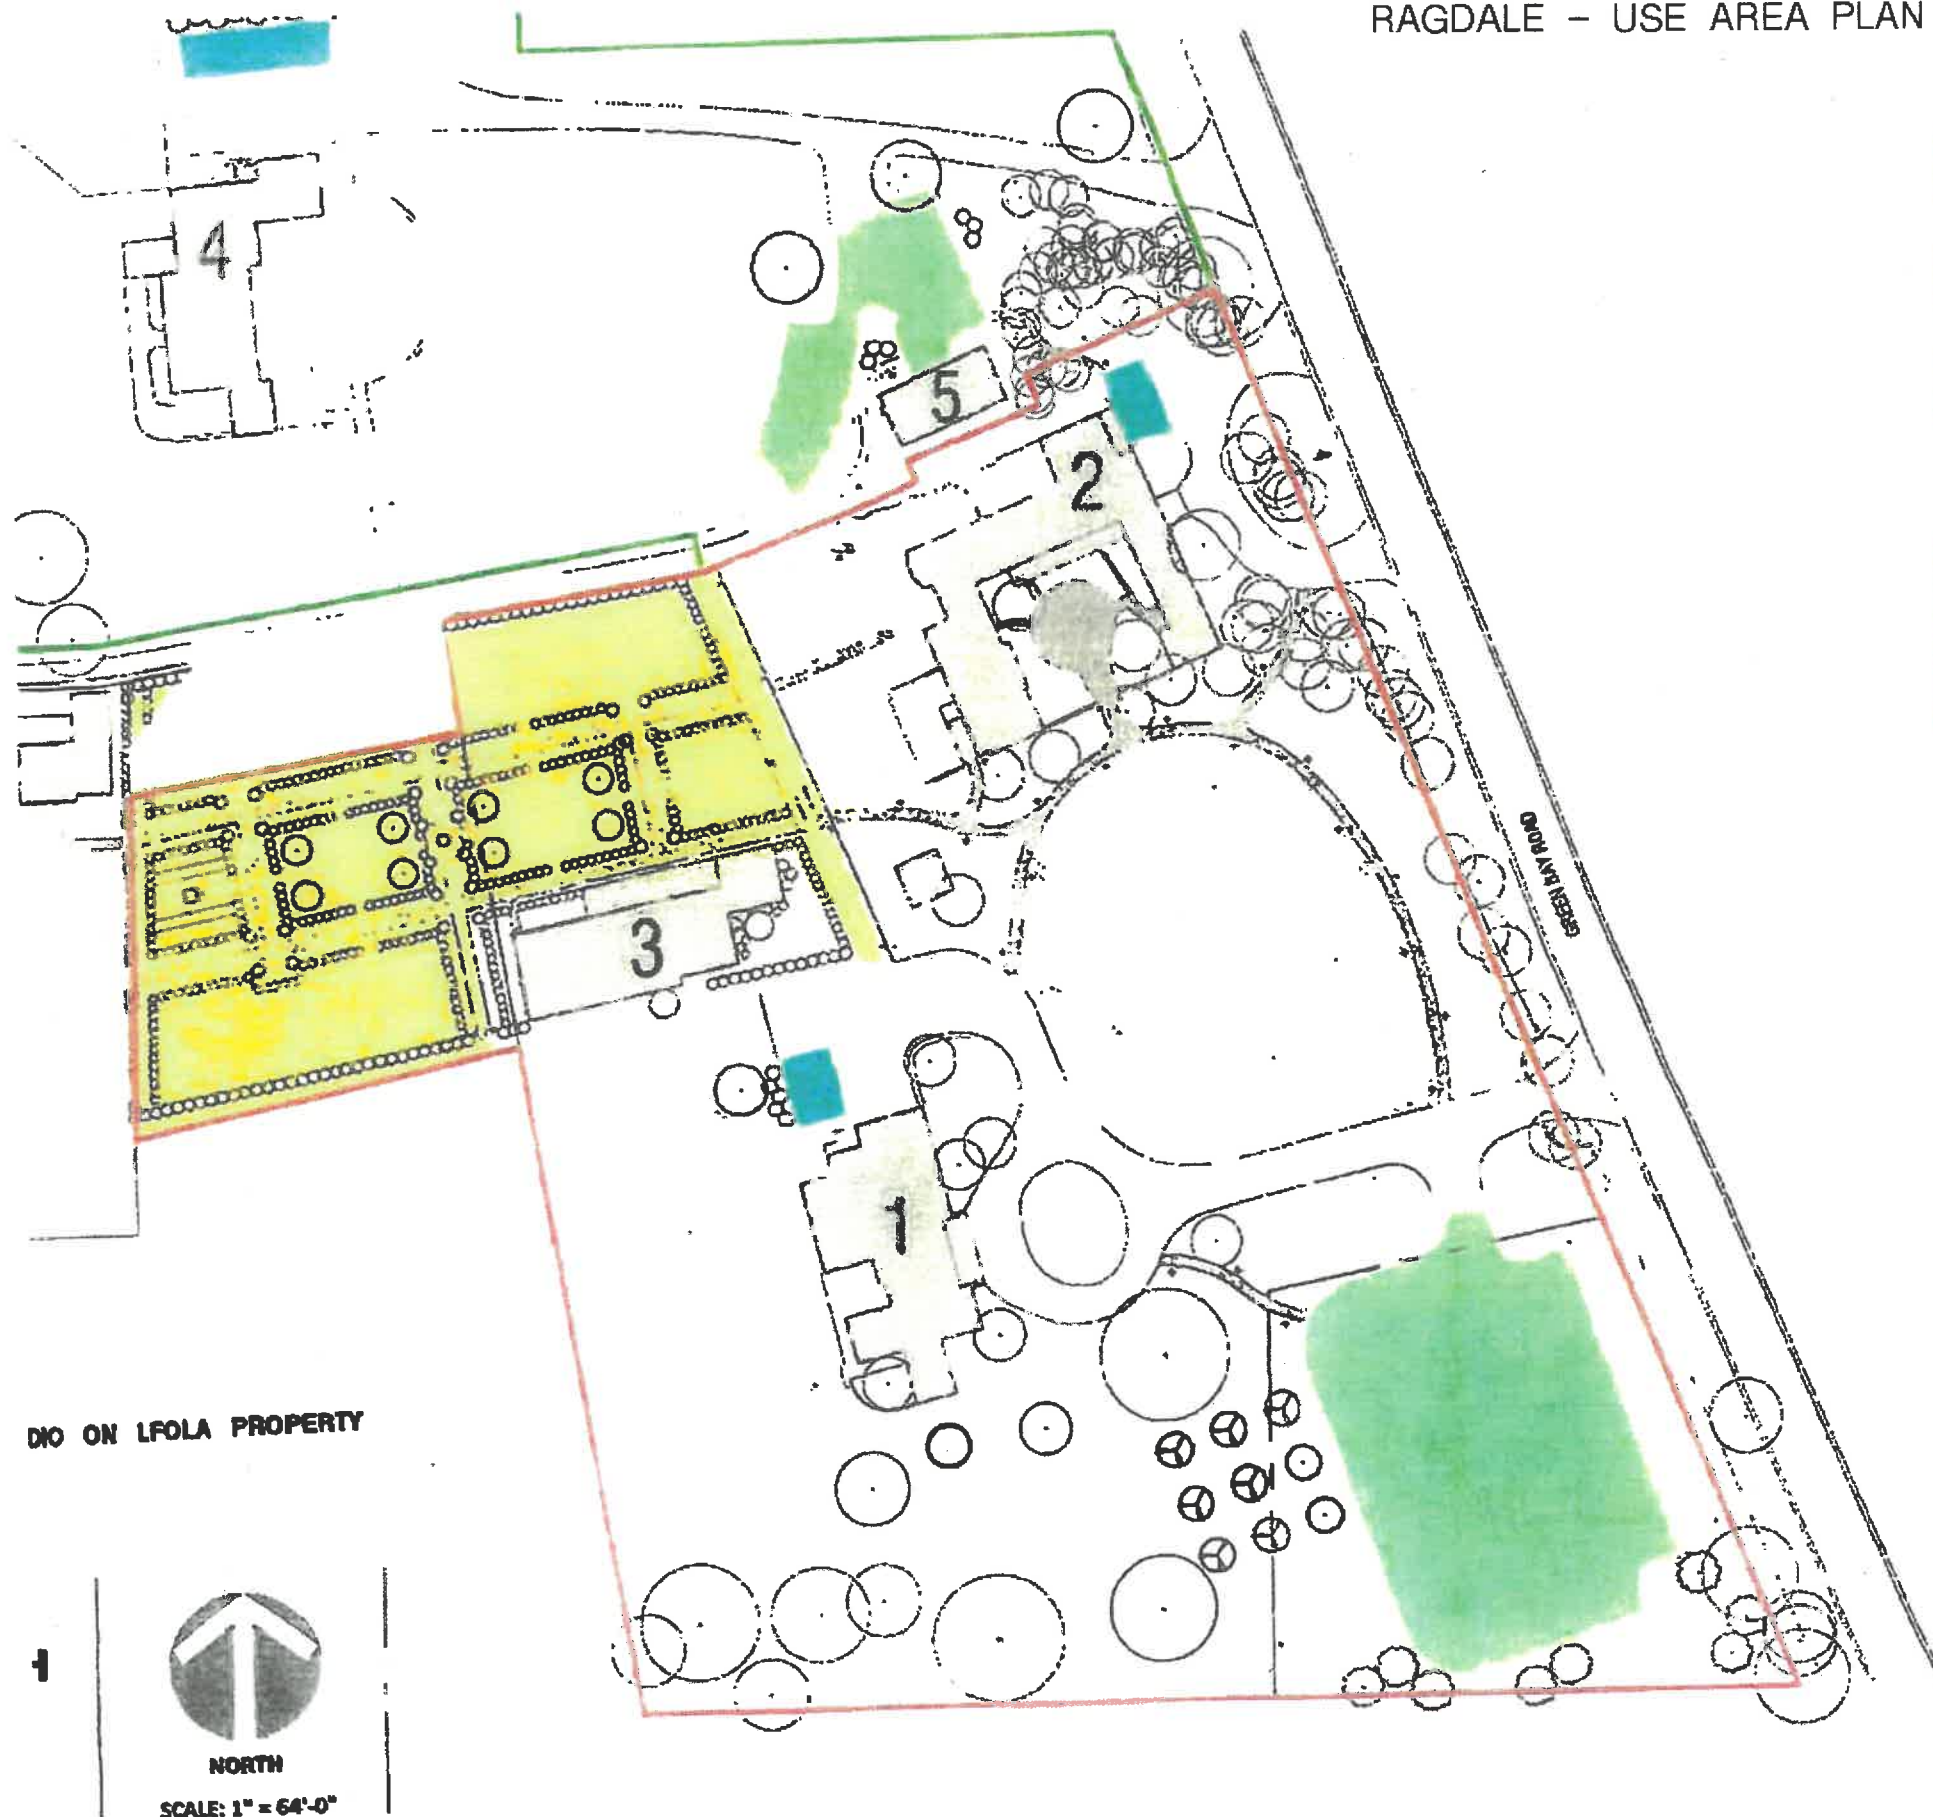 RAGDALE – USE AREA PLAN
4
5
2
3
GREEN BAY ROAD
1
DIO ON LFOLA PROPERTY
NORTH
SCALE: 1" = 64'-0"